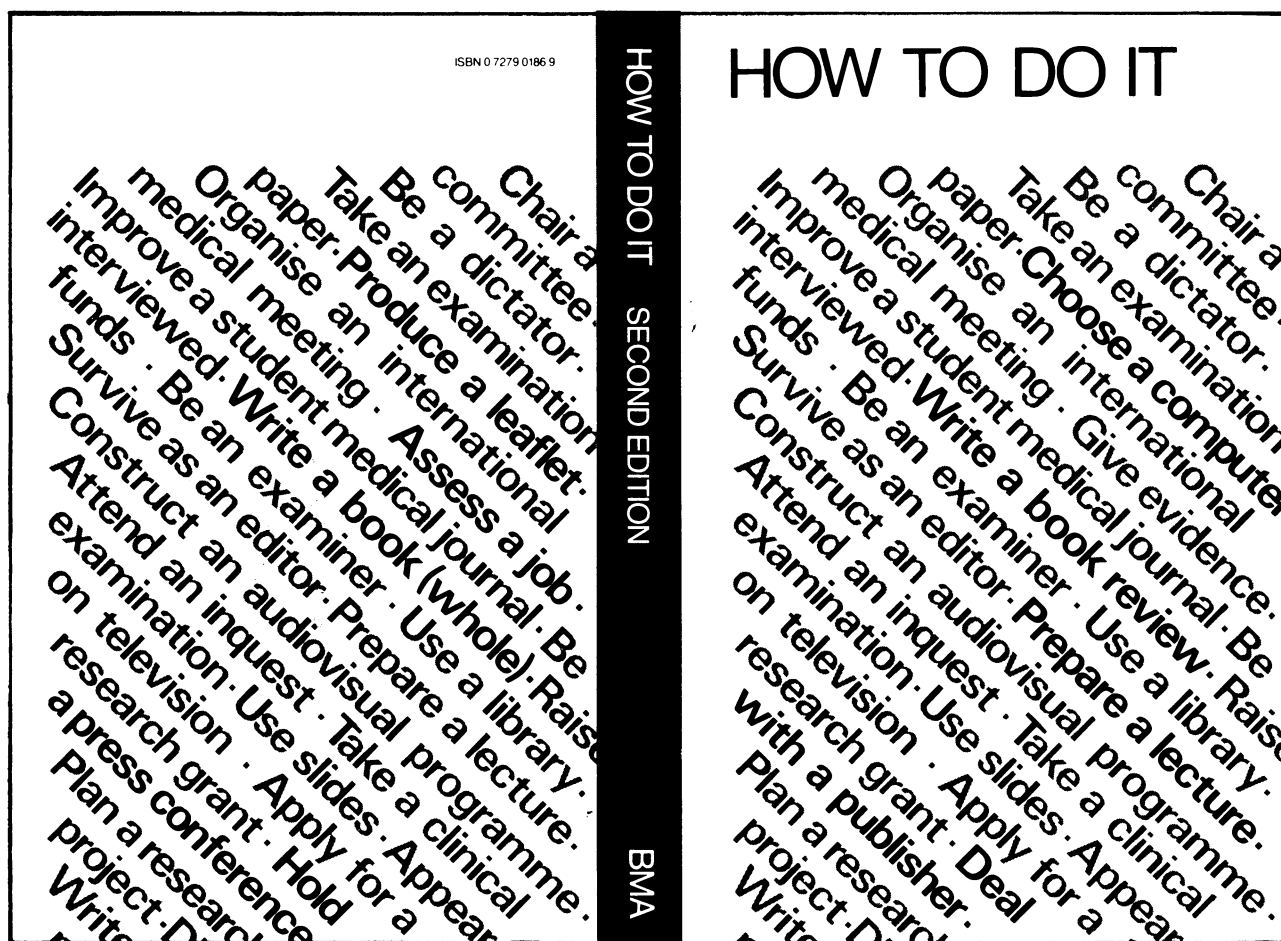 ISBN 0 7279 0186 9
Chair a
committee ·
Be a dictator ·
Take an examination
paper · Produce a leaflet ·
Organise an international
medical meeting · Assess a job ·
Improve a student medical journal · Be
interviewed · Write a book (whole) · Raise
funds · Be an examiner · Use a library ·
Survive as an editor · Prepare a lecture ·
Construct an audiovisual programme ·
Attend an inquest · Take a clinical
examination · Use slides · Appear
on television · Apply for a
research grant · Hold
a press conference
Plan a research
project ·
Write
HOW TO DO IT SECOND EDITION BMA
HOW TO DO IT
Chair a
committee ·
Be a dictator ·
Take an examination
paper · Choose a computer
Organise an international
medical meeting · Give evidence ·
Improve a student medical journal · Be
interviewed · Write a book review · Raise
funds · Be an examiner · Use a library ·
Survive as an editor · Prepare a lecture ·
Construct an audiovisual programme ·
Attend an inquest · Take a clinical
examination · Use slides · Appear
on television · Apply for a
research grant · Deal
with a publisher ·
Plan a research
project ·
Write